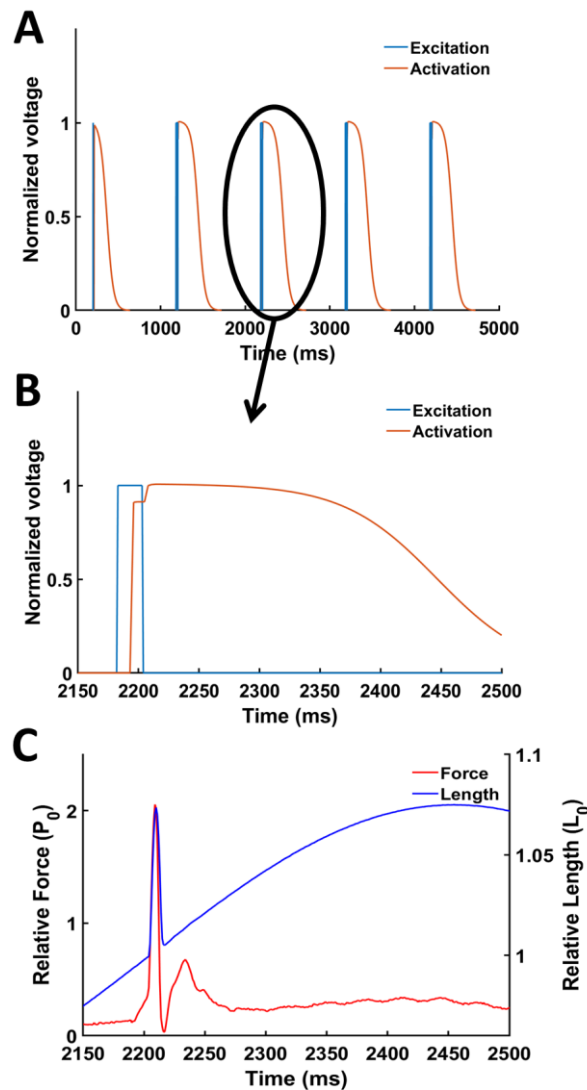 A
Excitation
Activation
Normalized voltage
1
0.5
0
0 1000 2000 3000 4000 5000
Time (ms)
B
Excitation
Activation
Normalized voltage
1
0.5
0
2150 2200 2250 2300 2350 2400 2450 2500
Time (ms)
C
Force
Length
Relative Force (P0)
2
1
0
1.1
1.05
1
Relative Length (L0)
2150 2200 2250 2300 2350 2400 2450 2500
Time (ms)